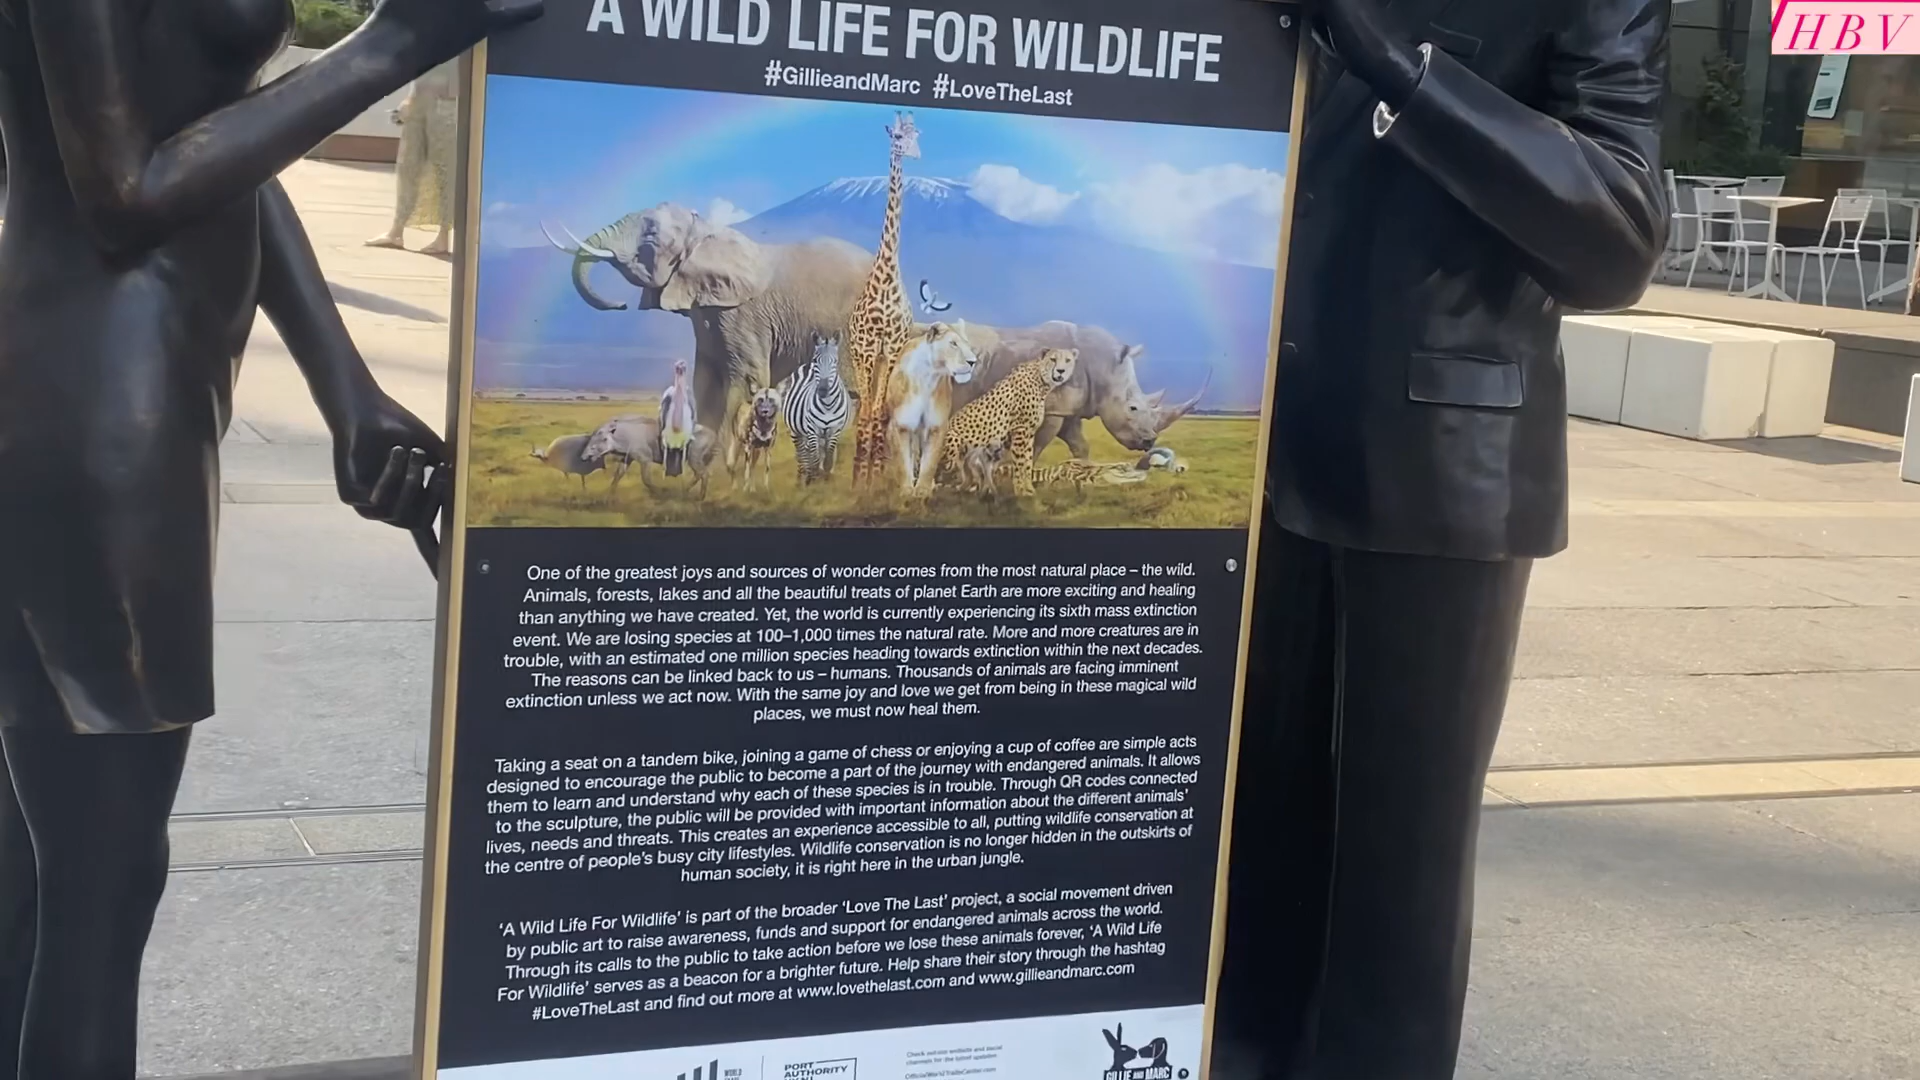 HBV
A WILD LIFE FOR WILDLIFE
#GillieandMarc #LoveTheLast
One of the greatest joys and sources of wonder comes from the most natural place – the wild.
Animals, forests, lakes and all the beautiful treats of planet Earth are more exciting and healing
than anything we have created. Yet, the world is currently experiencing its sixth mass extinction
event. We are losing species at 100–1,000 times the natural rate. More and more creatures are in
trouble, with an estimated one million species heading towards extinction within the next decades.
The reasons can be linked back to us – humans. Thousands of animals are facing imminent
extinction unless we act now. With the same joy and love we get from being in these magical wild
places, we must now heal them.
Taking a seat on a tandem bike, joining a game of chess or enjoying a cup of coffee are simple acts
designed to encourage the public to become a part of the journey with endangered animals. It allows
them to learn and understand why each of these species is in trouble. Through QR codes connected
to the sculpture, the public will be provided with important information about the different animals'
lives, needs and threats. This creates an experience accessible to all, putting wildlife conservation at
the centre of people's busy city lifestyles. Wildlife conservation is no longer hidden in the outskirts of
human society, it is right here in the urban jungle.
'A Wild Life For Wildlife' is part of the broader 'Love The Last' project, a social movement driven
by public art to raise awareness, funds and support for endangered animals across the world.
Through its calls to the public to take action before we lose these animals forever, 'A Wild Life
For Wildlife' serves as a beacon for a brighter future. Help share their story through the hashtag
#LoveTheLast and find out more at www.lovethelast.com and www.gillieandmarc.com
WORLD
PORT
AUTHORITY
Check out our website and social
channels for the latest updates
OfficialWorldTradeCenter.com
GILLIE AND MARC